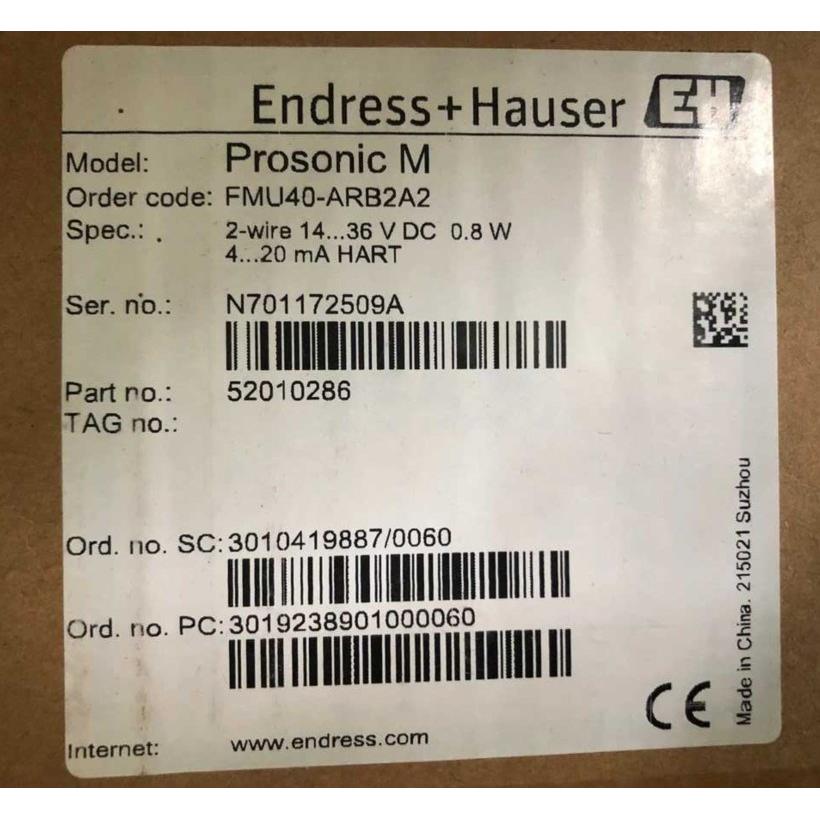 Endress+Hauser EH
Model: Prosonic M
Order code: FMU40-ARB2A2
Spec.: 2-wire 14...36 V DC 0.8 W
4...20 mA HART
Ser. no.: N701172509A
Part no.: 52010286
TAG no.:
Ord. no. SC: 3010419887/0060
Ord. no. PC: 3019238901000060
Internet: www.endress.com
CE
Made in China. 215021 Suzhou